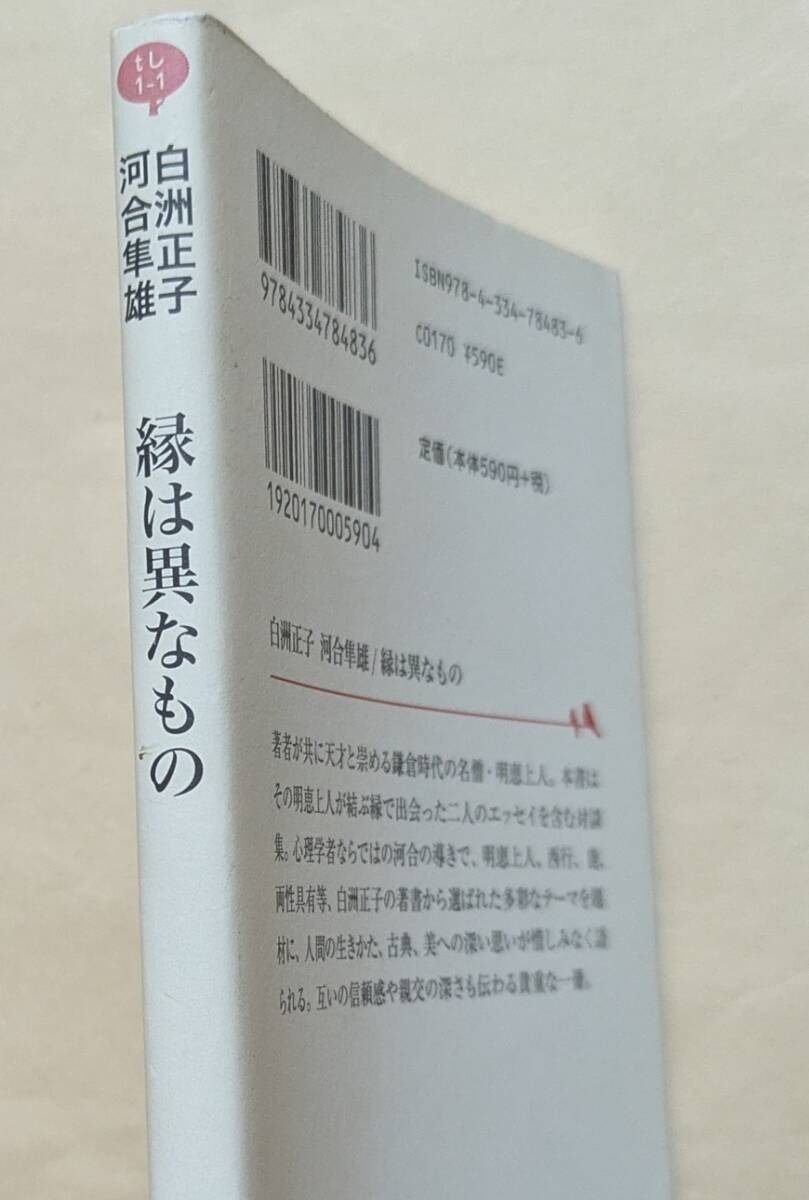 tし
1-1
白洲正子
河合隼雄
縁は異なもの
9784334784836
ISBN978-4-334-78483-6
C0170 ¥590E
1920170005904
定価(本体590円+税)
白洲正子 河合隼雄/縁は異なもの
著者が共に天才と崇める鎌倉時代の名僧・明恵上人。本書は
その明恵上人が結ぶ縁で出会った二人のエッセイを含む対談
集。心理学者ならではの河合の導きで、明恵上人、西行、能、
両性具有等、白洲正子の著書から選ばれた多彩なテーマを題
材に、人間の生きかた、古典、美への深い思いが惜しみなく語
られる。互いの信頼感や親交の深さも伝わる貴重な一冊。